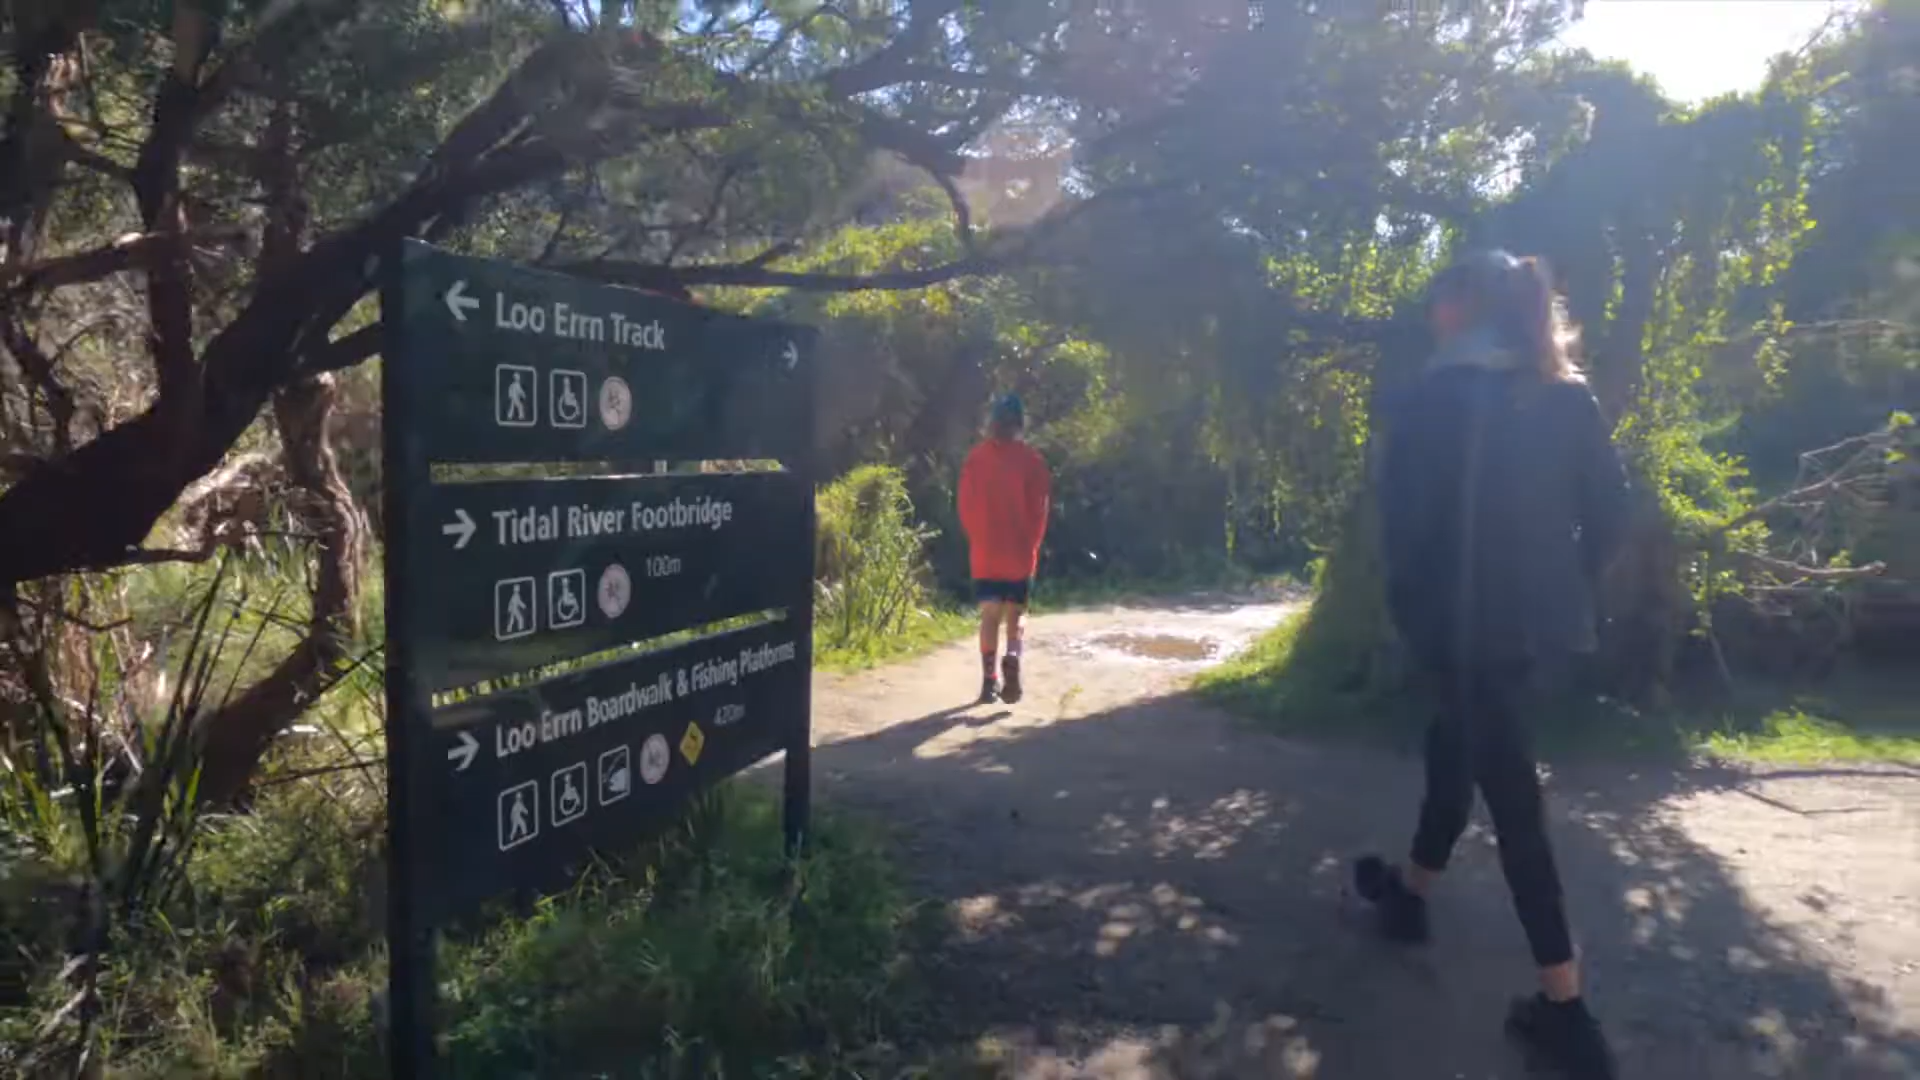 ← Loo Errn Track
→
→ Tidal River Footbridge
100m
→ Loo Errn Boardwalk & Fishing Platforms
420m